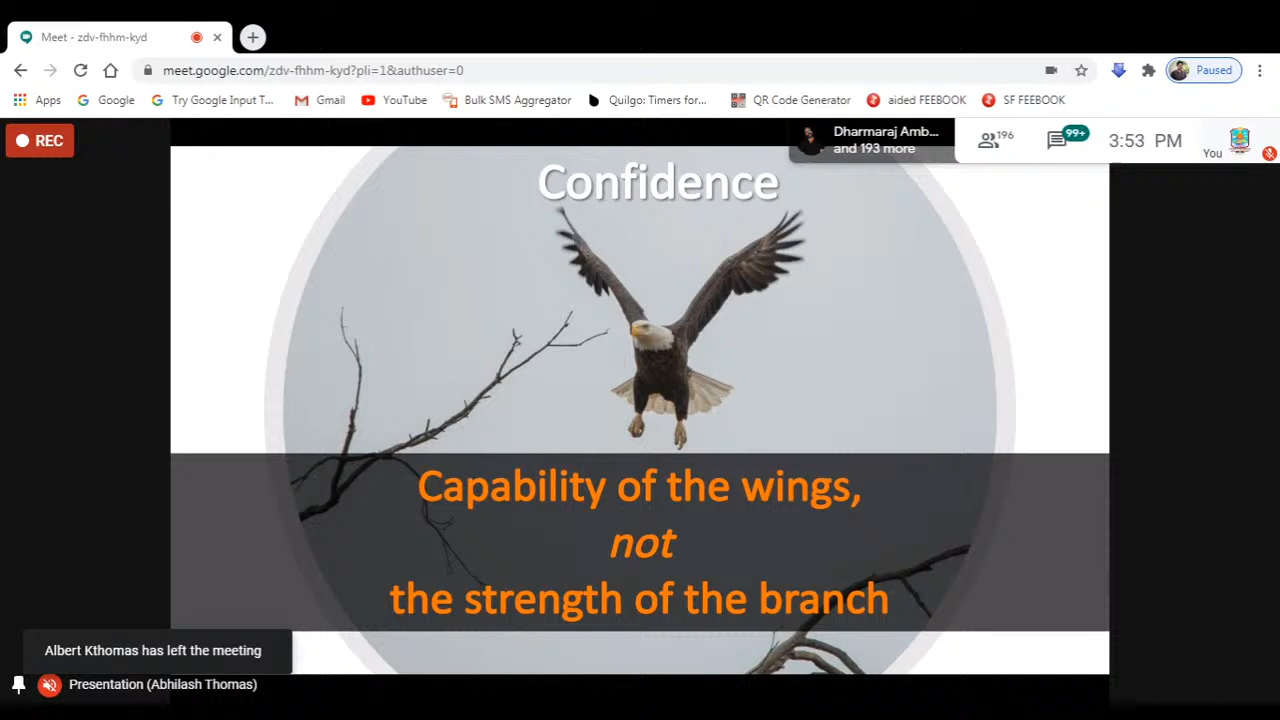 Meet - zdv-fhhm-kyd
meet.google.com/zdv-fhhm-kyd?pli=1&authuser=0
Paused
Apps
Google
Try Google Input T...
Gmail
YouTube
Bulk SMS Aggregator
Quilgo: Timers for...
QR Code Generator
aided FEEBOOK
SF FEEBOOK
REC
Dharmaraj Amb...
and 193 more
196
99+
3:53 PM
You
Confidence
Capability of the wings,
not
the strength of the branch
Albert Kthomas has left the meeting
Presentation (Abhilash Thomas)